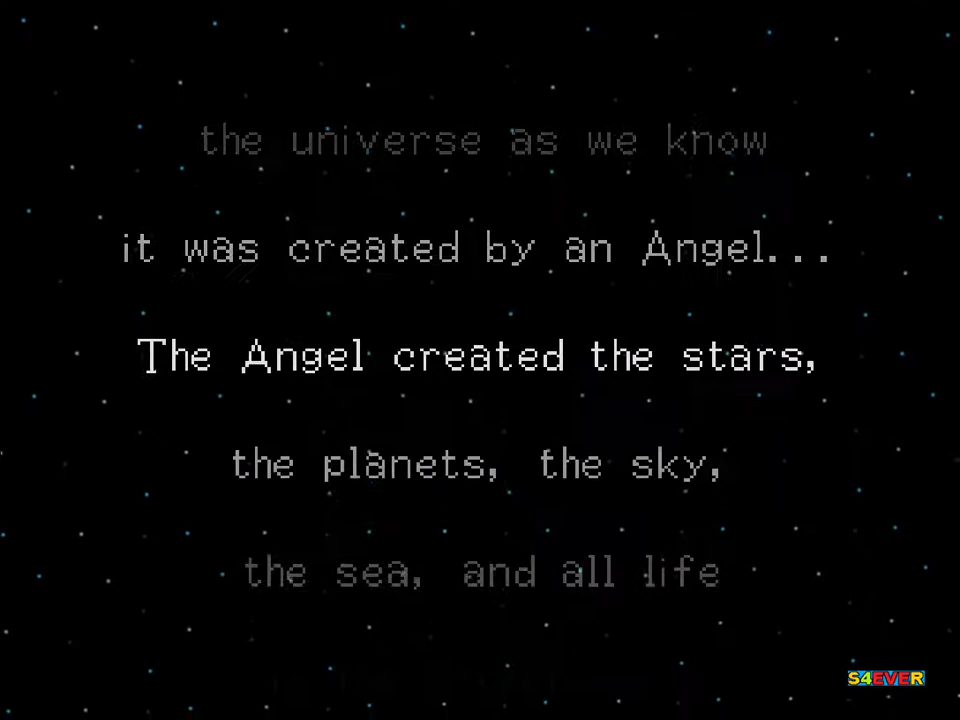 the universe as we know
it was created by an Angel...
The Angel created the stars,
the planets, the sky,
the sea, and all life
S4EVER